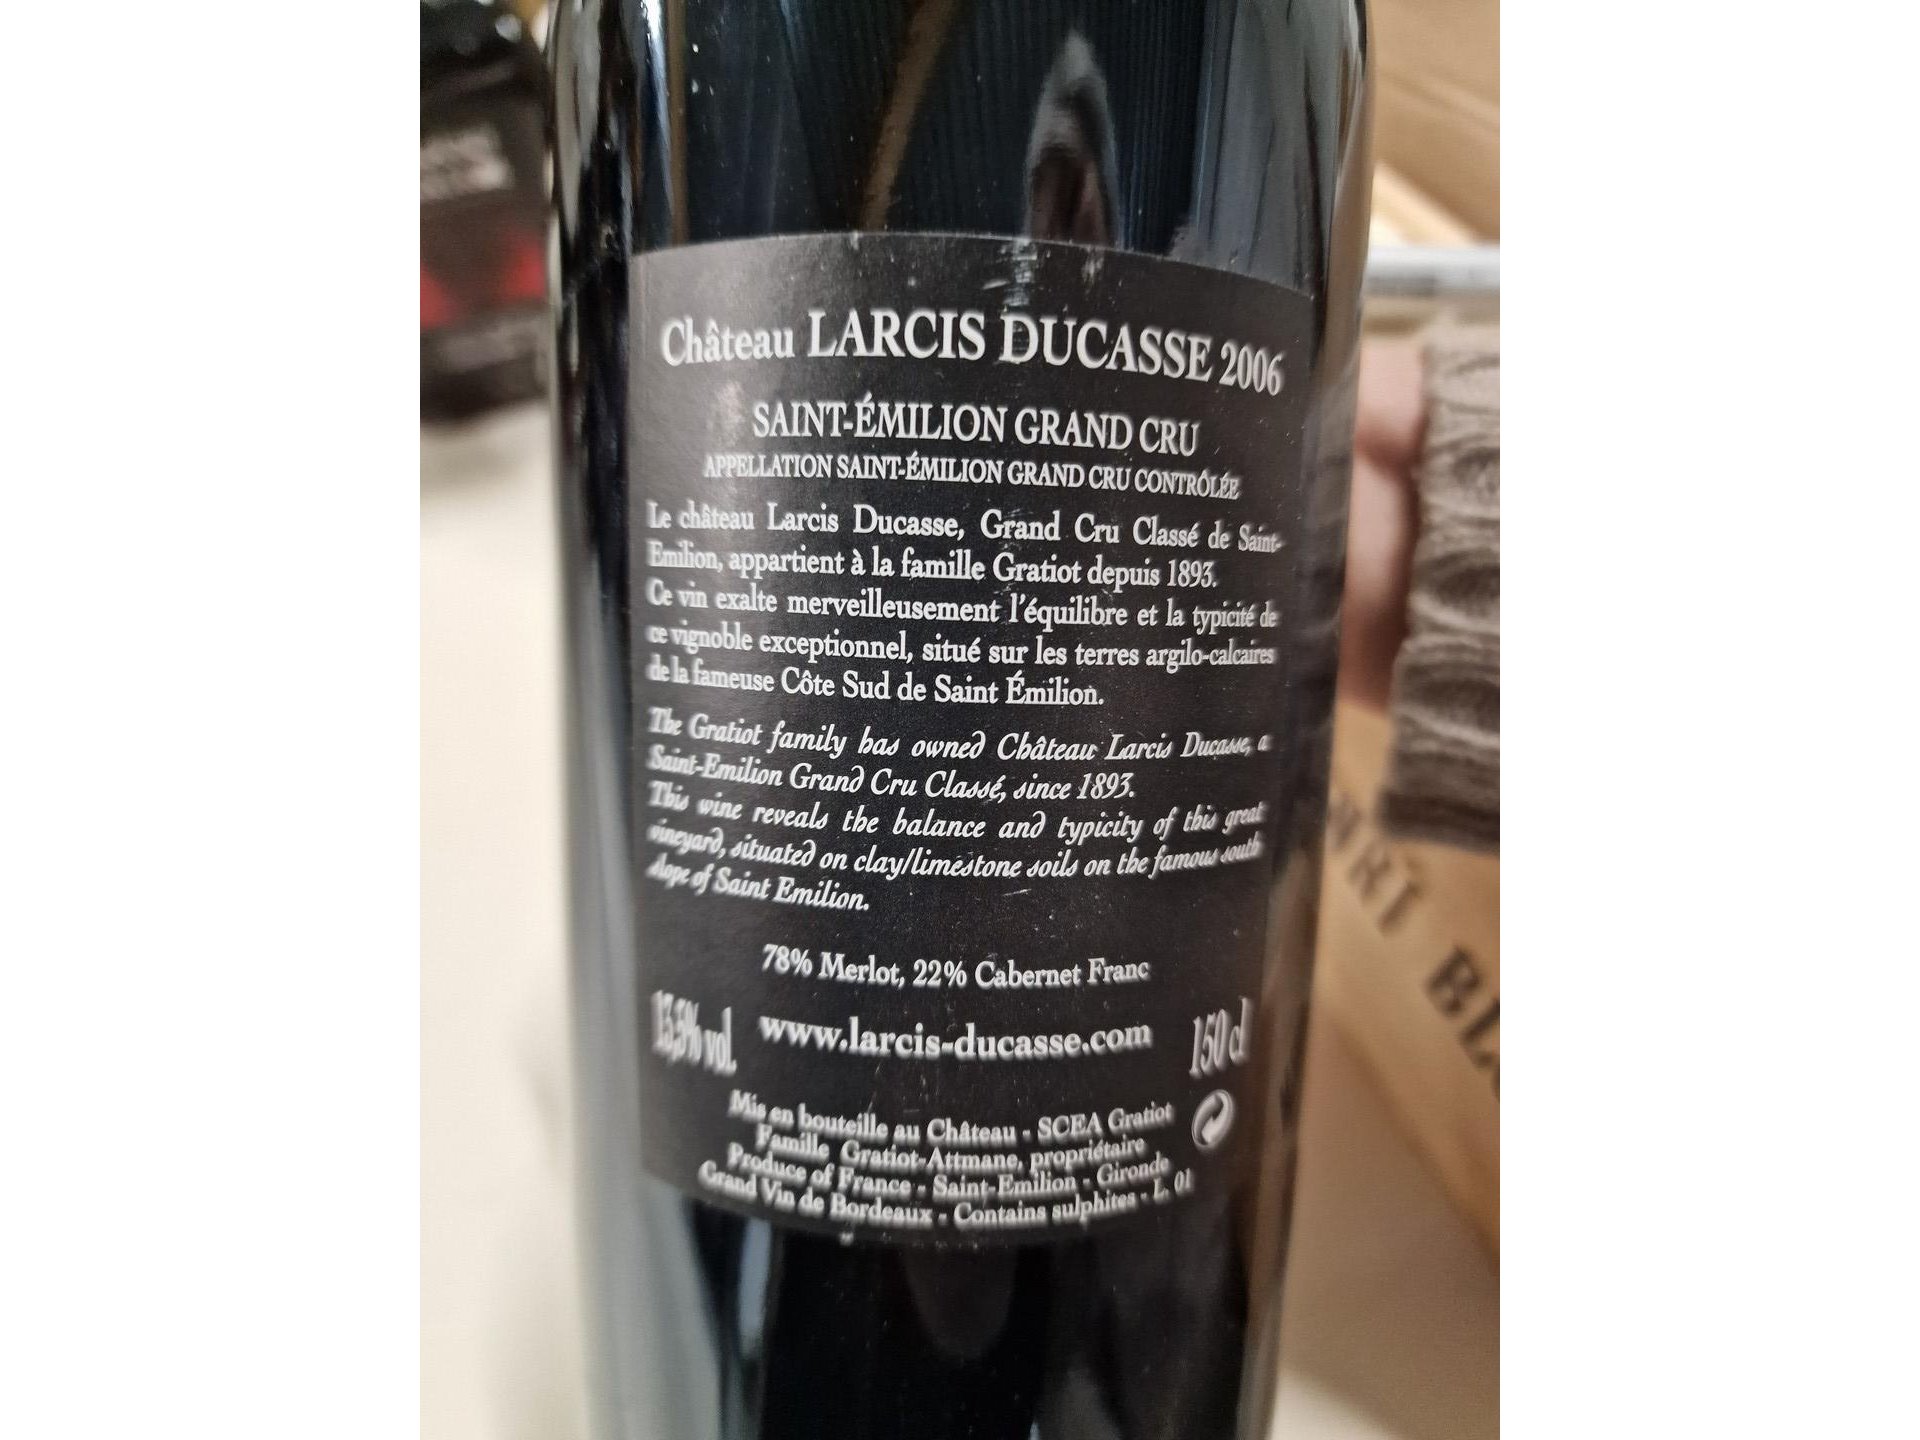 Château LARCIS DUCASSE 2006
SAINT-ÉMILION GRAND CRU
APPELLATION SAINT-ÉMILION GRAND CRU CONTRÔLÉE
Le château Larcis Ducasse, Grand Cru Classé de Saint-
Emilion, appartient à la famille Gratiot depuis 1893.
Ce vin exalte merveilleusement l'équilibre et la typicité de
ce vignoble exceptionnel, situé sur les terres argilo-calcaires
de la fameuse Côte Sud de Saint Émilion.
The Gratiot family has owned Château Larcis Ducasse, a
Saint-Emilion Grand Cru Classé, since 1893.
This wine reveals the balance and typicity of this great
vineyard, situated on clay/limestone soils on the famous south
slope of Saint Emilion.
78% Merlot, 22% Cabernet Franc
13,5% vol. www.larcis-ducasse.com 150 cl
Mis en bouteille au Château - SCEA Gratiot
Famille Gratiot-Attmane, propriétaire
Produce of France - Saint-Emilion - Gironde
Grand Vin de Bordeaux - Contains sulphites - L. 01